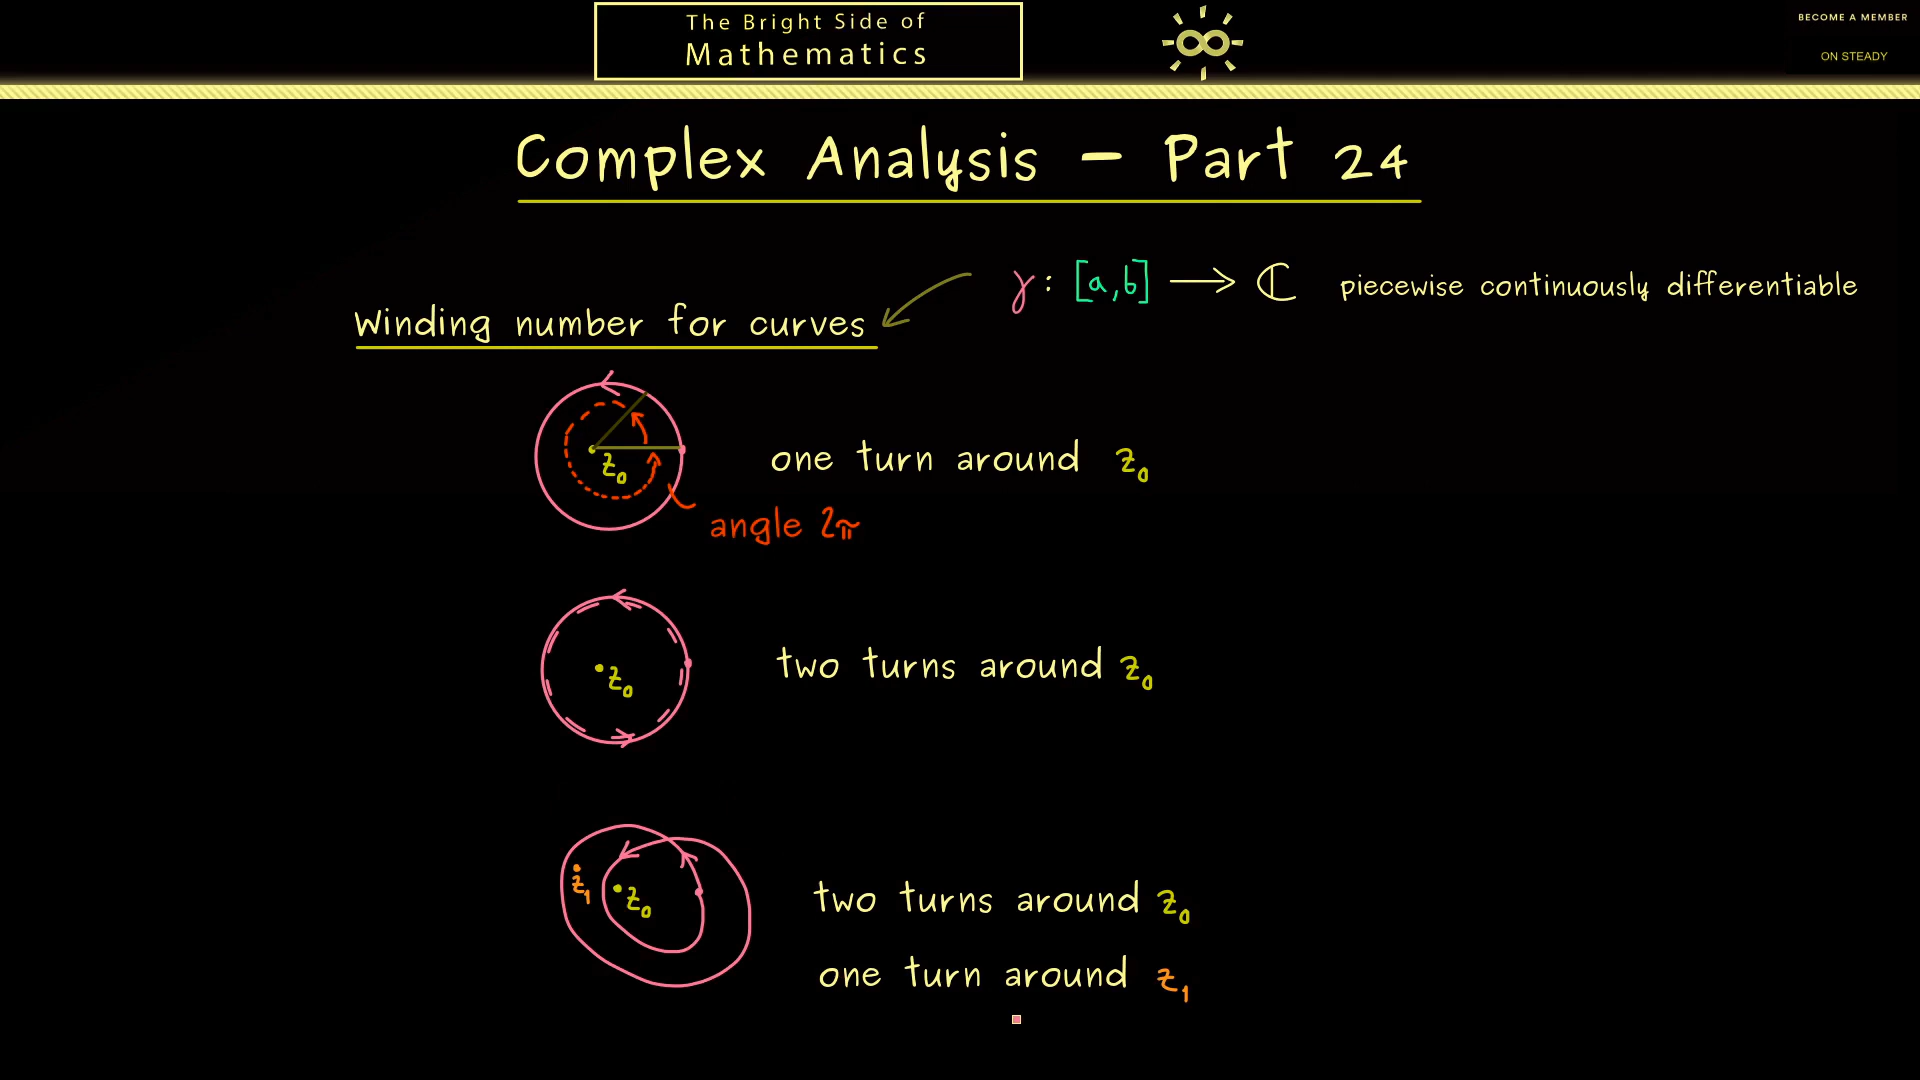 The Bright Side of
Mathematics
BECOME A MEMBER
ON STEADY
Complex Analysis – Part 24
γ : [a,b] ⟶ ℂ piecewise continuously differentiable
Winding number for curves
z₀
one turn around z₀
angle 2π
z₀
two turns around z₀
z₁
z₀
two turns around z₀
one turn around z₁